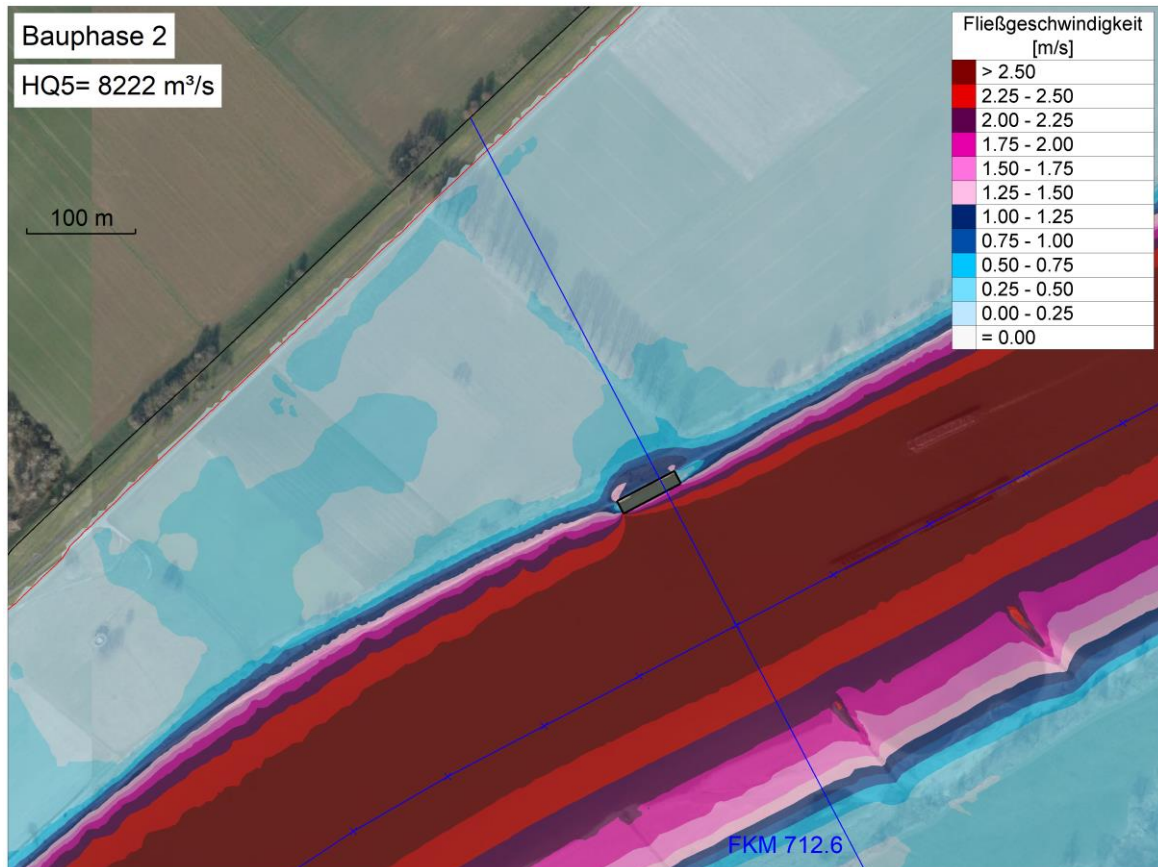 Bauphase 2
HQ5= 8222 m³/s
100 m
Fließgeschwindigkeit
[m/s]
> 2.50
2.25 - 2.50
2.00 - 2.25
1.75 - 2.00
1.50 - 1.75
1.25 - 1.50
1.00 - 1.25
0.75 - 1.00
0.50 - 0.75
0.25 - 0.50
0.00 - 0.25
= 0.00
FKM 712.6